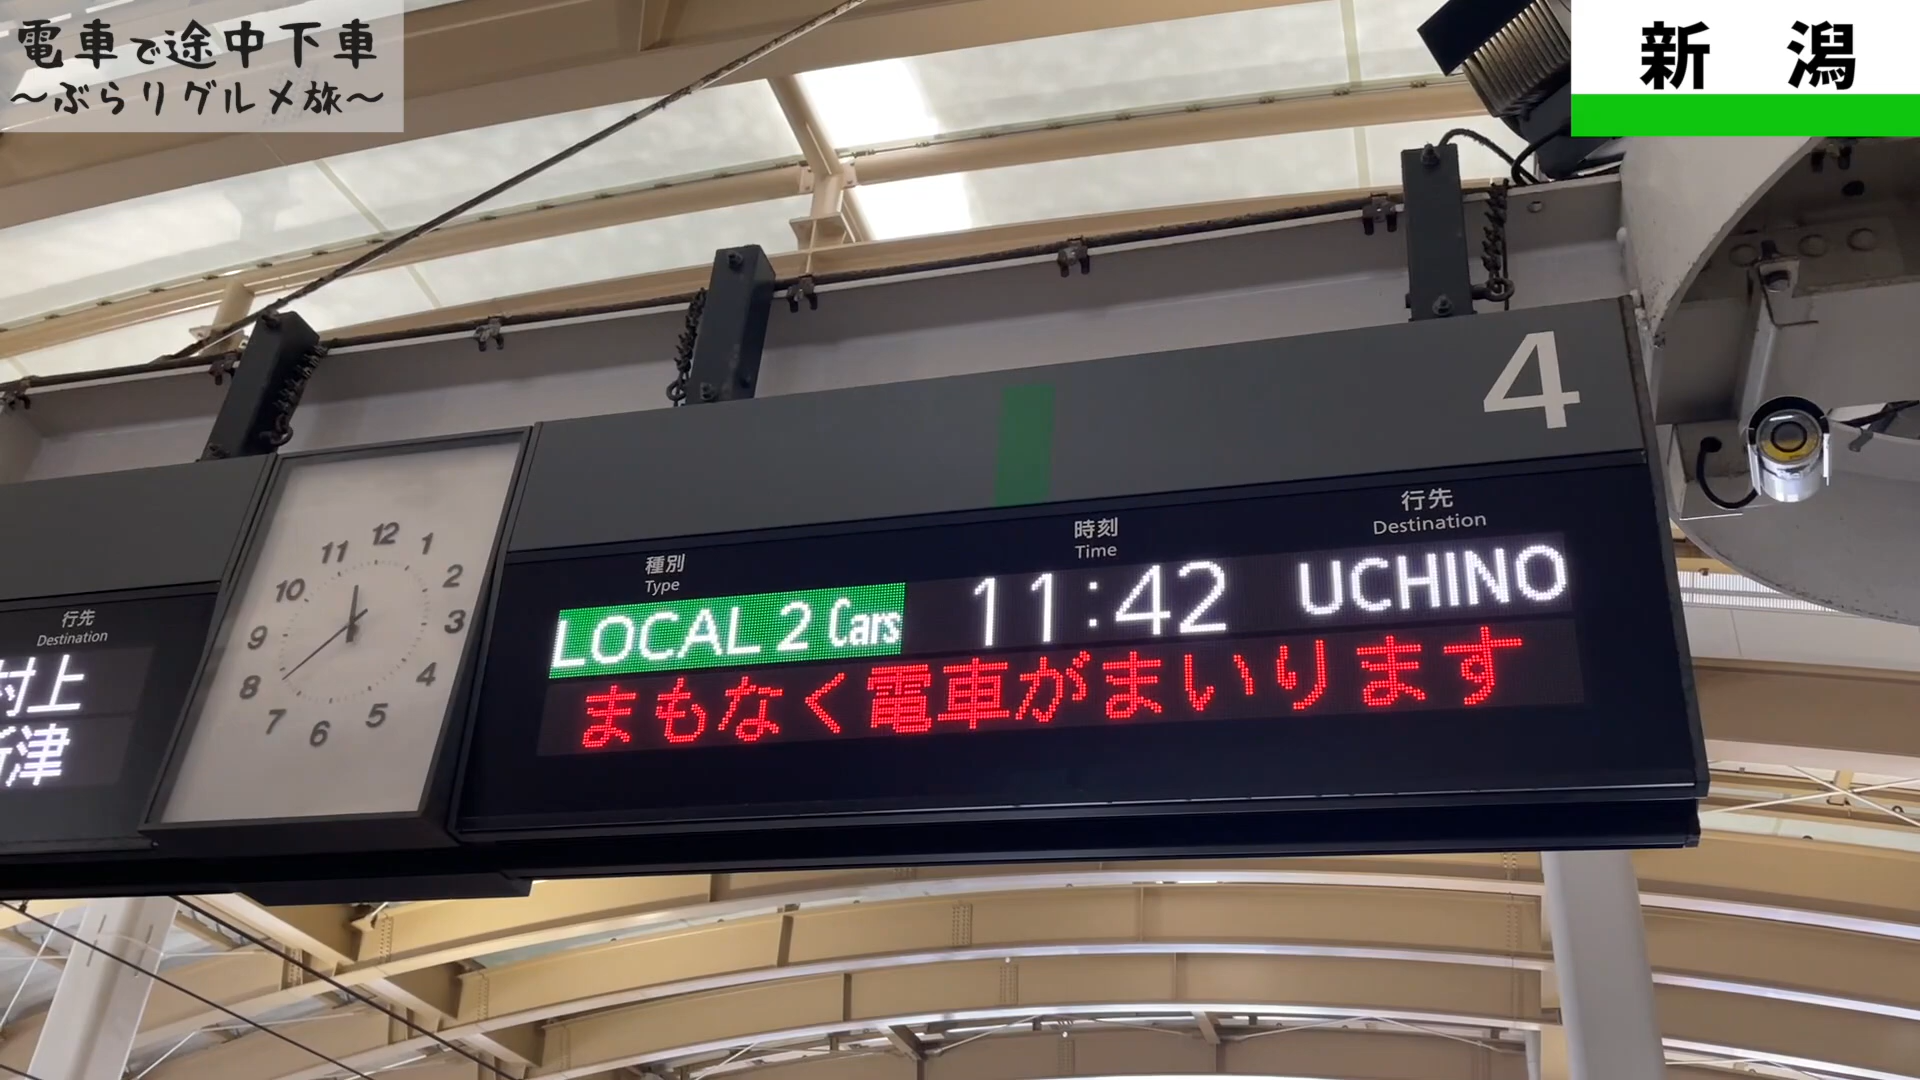 電車で途中下車
～ぶらりグルメ旅～
新 潟
4
行先
Destination
村上
新津
12
1
2
3
4
5
6
7
8
9
10
11
種別
Type
時刻
Time
行先
Destination
LOCAL 2 Cars 11:42 UCHINO
まもなく電車がまいります